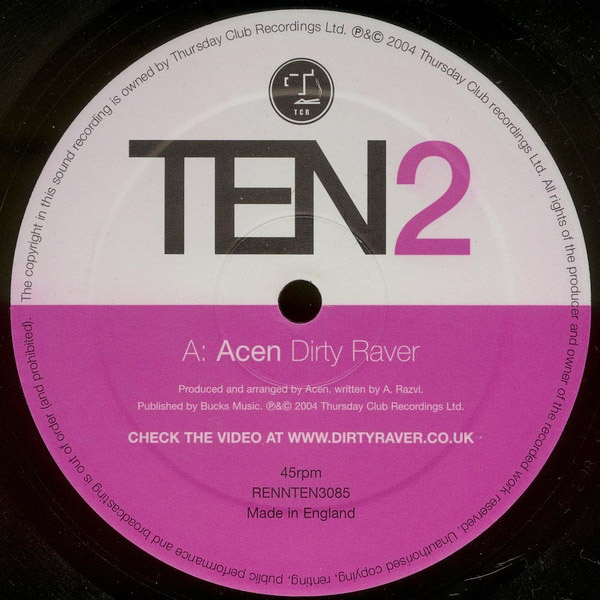 The copyright in this sound recording is owned by Thursday Club Recordings Ltd. ℗&© 2004 Thursday Club recordings Ltd. All rights of the producer and owner of the recorded work reserved. Unauthorised copying, renting, public performance and broadcasting is out of order (and prohibited).
TCR
TEN2
A: Acen Dirty Raver
Produced and arranged by Acen. written by A. Razvi.
Published by Bucks Music. ℗&© 2004 Thursday Club Recordings Ltd.
CHECK THE VIDEO AT WWW.DIRTYRAVER.CO.UK
45rpm
RENNTEN3085
Made in England